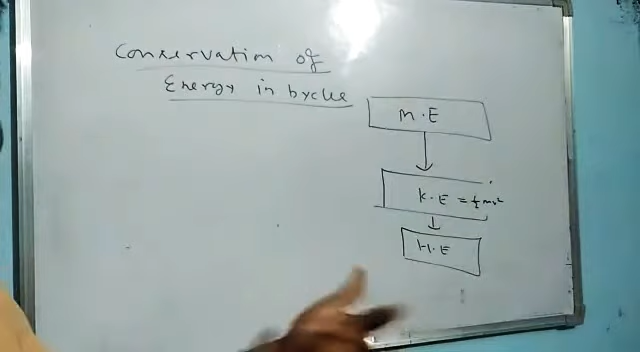 Conservation of
Energy in bycle
M.E
K.E = ½mv²
H.E